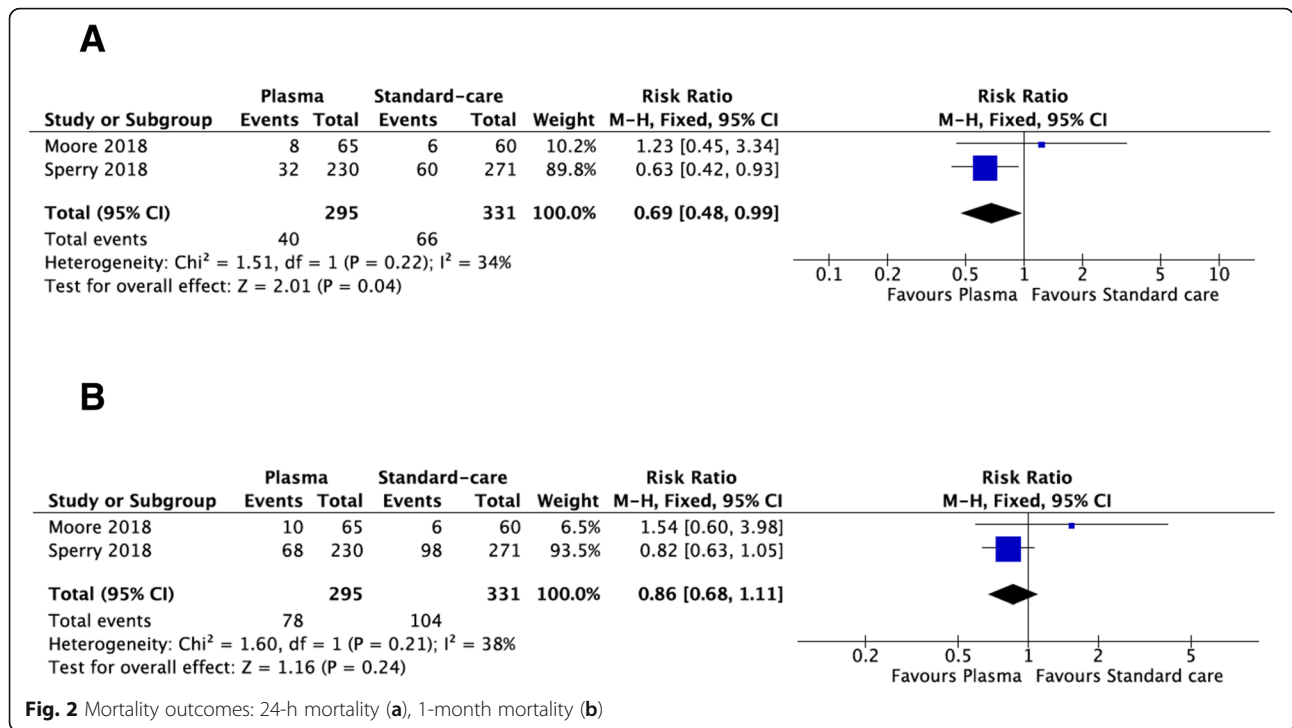 A
Plasma Standard-care Risk Ratio Risk Ratio
Study or Subgroup Events Total Events Total Weight M-H, Fixed, 95% CI M-H, Fixed, 95% CI
Moore 2018 8 65 6 60 10.2% 1.23 [0.45, 3.34]
Sperry 2018 32 230 60 271 89.8% 0.63 [0.42, 0.93]
Total (95% CI) 295 331 100.0% 0.69 [0.48, 0.99]
Total events 40 66
Heterogeneity: Chi² = 1.51, df = 1 (P = 0.22); I² = 34%
Test for overall effect: Z = 2.01 (P = 0.04)
0.1 0.2 0.5 1 2 5 10
Favours Plasma Favours Standard care
B
Plasma Standard-care Risk Ratio Risk Ratio
Study or Subgroup Events Total Events Total Weight M-H, Fixed, 95% CI M-H, Fixed, 95% CI
Moore 2018 10 65 6 60 6.5% 1.54 [0.60, 3.98]
Sperry 2018 68 230 98 271 93.5% 0.82 [0.63, 1.05]
Total (95% CI) 295 331 100.0% 0.86 [0.68, 1.11]
Total events 78 104
Heterogeneity: Chi² = 1.60, df = 1 (P = 0.21); I² = 38%
Test for overall effect: Z = 1.16 (P = 0.24)
0.2 0.5 1 2 5
Favours Plasma Favours Standard care
Fig. 2 Mortality outcomes: 24-h mortality (a), 1-month mortality (b)